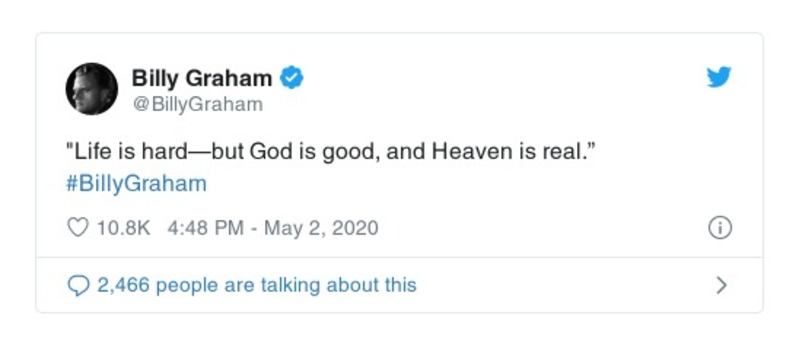 Billy Graham
@BillyGraham
"Life is hard—but God is good, and Heaven is real.”
#BillyGraham
10.8K 4:48 PM - May 2, 2020
2,466 people are talking about this